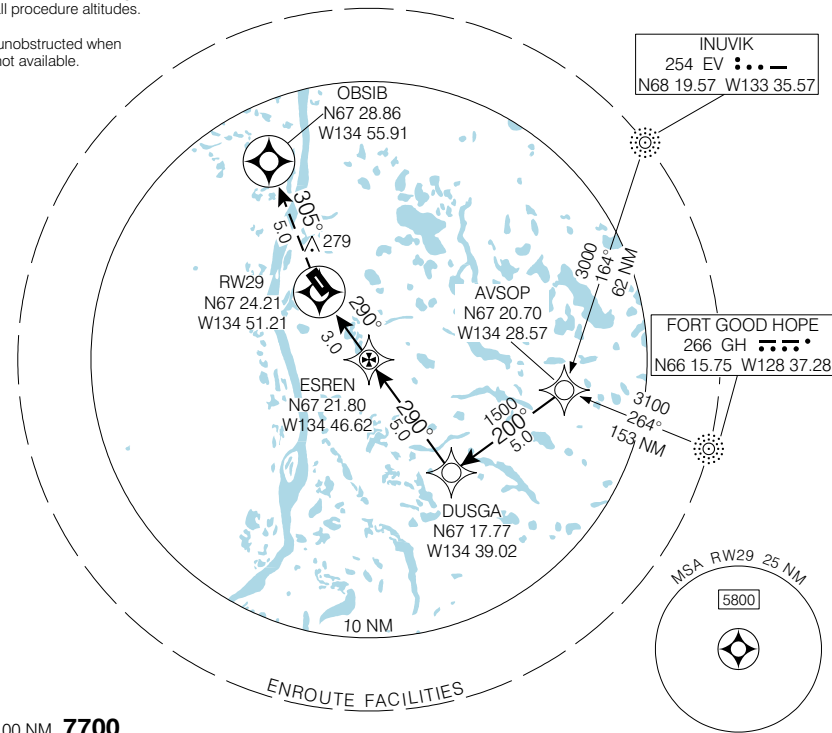 ll procedure altitudes.
unobstructed when
not available.
INUVIK
254 EV
N68 19.57 W133 35.57
OBSIB
N67 28.86
W134 55.91
305°
5.0
279
3000
164°
62 NM
RW29
N67 24.21
W134 51.21
AVSOP
N67 20.70
W134 28.57
290°
3.0
FORT GOOD HOPE
266 GH
N66 15.75 W128 37.28
ESREN
N67 21.80
W134 46.62
3100
264°
153 NM
290°
5.0
1500
200°
5.0
DUSGA
N67 17.77
W134 39.02
MSA RW29 25 NM
5800
10 NM
ENROUTE FACILITIES
00 NM 7700